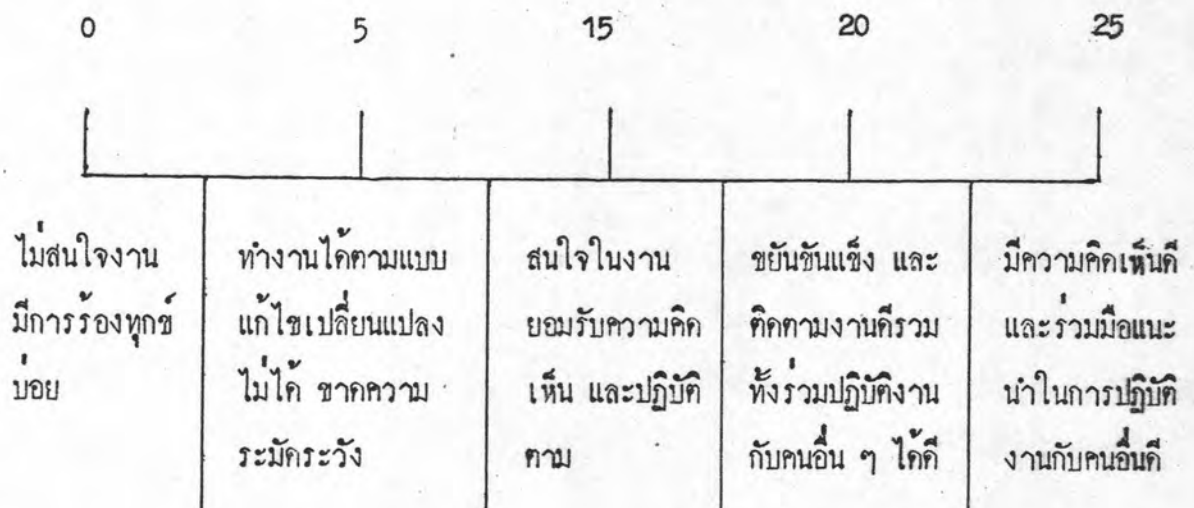 0 5 15 20 25
ไม่สนใจงาน
มีการร้องทุกข์
บ่อย
ทำงานได้ตามแบบ
แก้ไขเปลี่ยนแปลง
ไม่ได้ ขาดความ
ระมัดระวัง
สนใจในงาน
ยอมรับความคิด
เห็น และปฏิบัติ
ตาม
ขยันขันแข็ง และ
ติดตามงานดีรวม
ทั้งร่วมปฏิบัติงาน
กับคนอื่น ๆ ได้ดี
มีความคิดเห็นดี
และร่วมมือแนะ
นำในการปฏิบัติ
งานกับคนอื่นดี